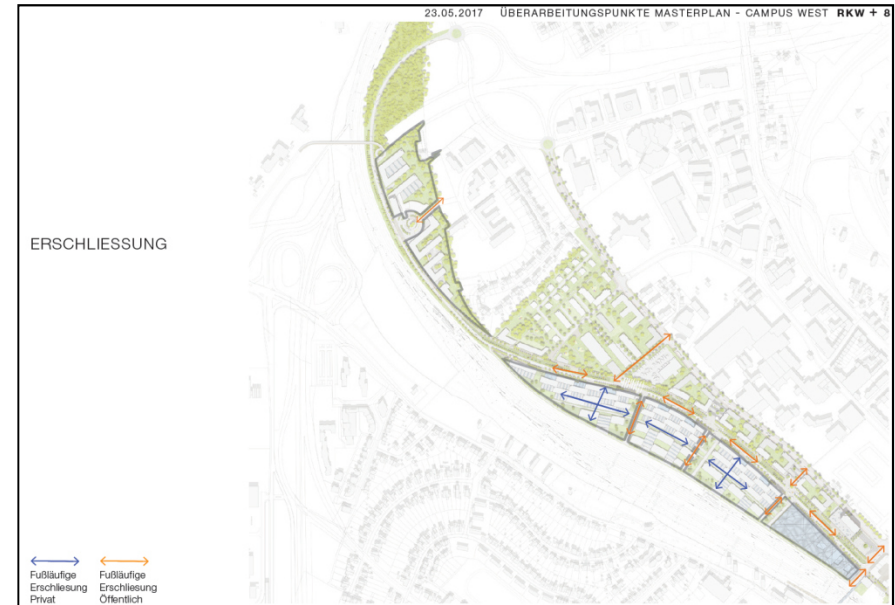 23.05.2017 ÜBERARBEITUNGSPUNKTE MASTERPLAN - CAMPUS WEST RKW + 8
ERSCHLIESSUNG
Fußläufige
Erschliesung
Privat
Fußläufige
Erschliesung
Öffentlich